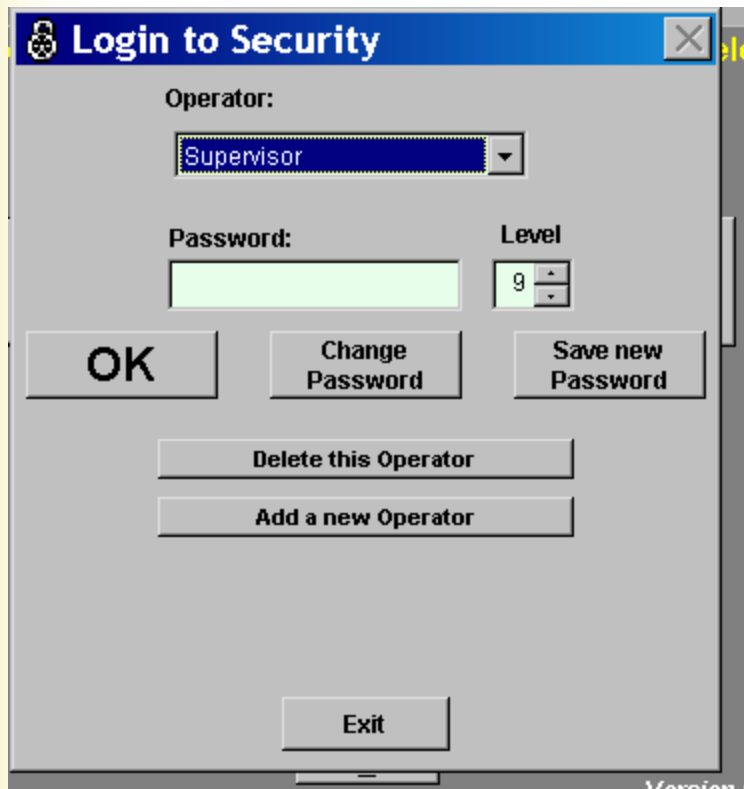 Login to Security
ele
Operator:
Supervisor
Password:
Level
9
OK
Change
Password
Save new
Password
Delete this Operator
Add a new Operator
Exit